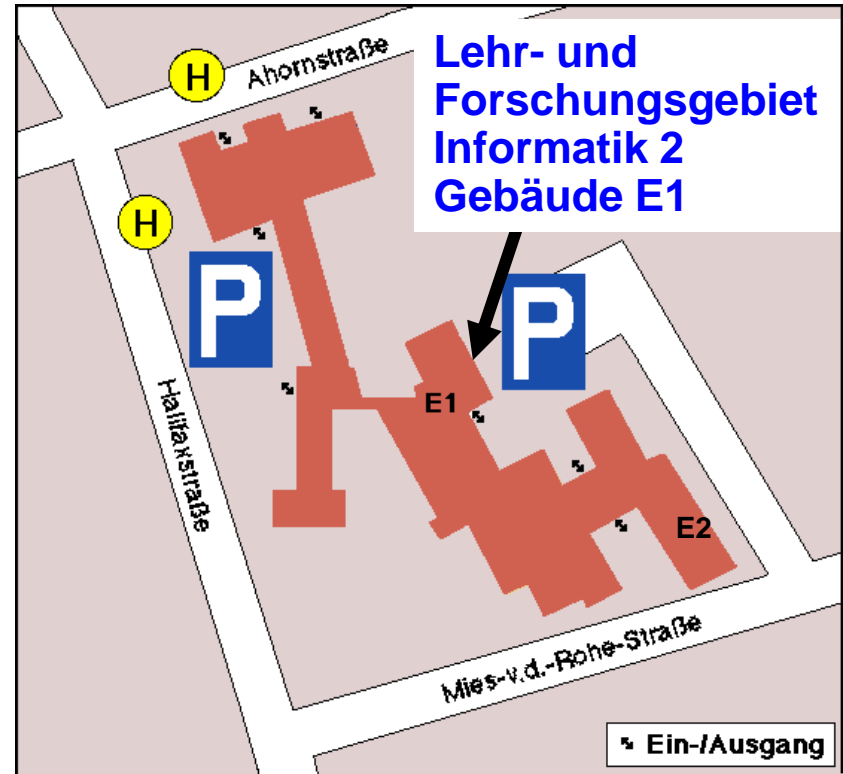 H
Ahornstraße
Lehr- und
Forschungsgebiet
Informatik 2
Gebäude E1
H
P
P
Halifaxstraße
E1
E2
Mies-v.d.-Rohe-Straße
Ein-/Ausgang